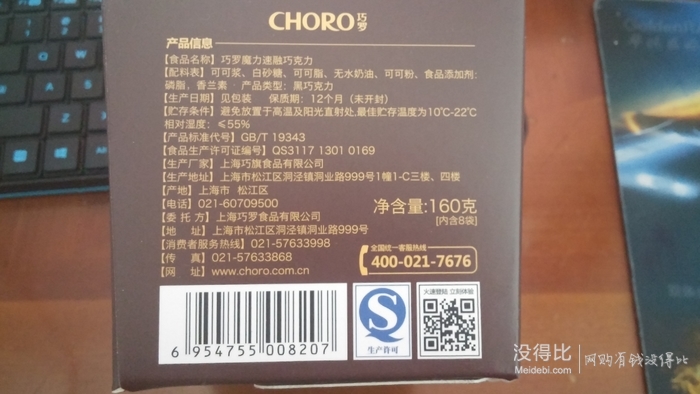 CHORO巧罗
产品信息
【食品名称】巧罗魔力速融巧克力
【配料表】可可浆、白砂糖、可可脂、无水奶油、可可粉、食品添加剂:
磷脂，香兰素 · 产品类型：黑巧克力
【生产日期】见包装 保质期：12个月（未开封）
【贮存条件】避免放置于高温及阳光直射处,最佳贮存温度为10℃-22℃
相对湿度：≤55%
【产品标准代号】GB/T 19343
【食品生产许可证编号】QS3117 1301 0169
【生产厂家】上海巧旗食品有限公司
【生产地址】上海市松江区洞泾镇洞业路999号1幢1-C三楼、四楼
【产地】上海市 松江区
【电话】021-60709500
【委托方】上海巧罗食品有限公司
【地 址】上海市松江区洞泾镇洞业路999号
【消费者服务热线】021-57633998
【传 真】021-57633868
【网 址】www.choro.com.cn
净含量:160克
[内含8袋]
全国统一客服热线
400-021-7676
6 954755 008207
QS
生产许可
火速登陆 立刻体验
没得比
Meidebi.com
网购有钱没得比